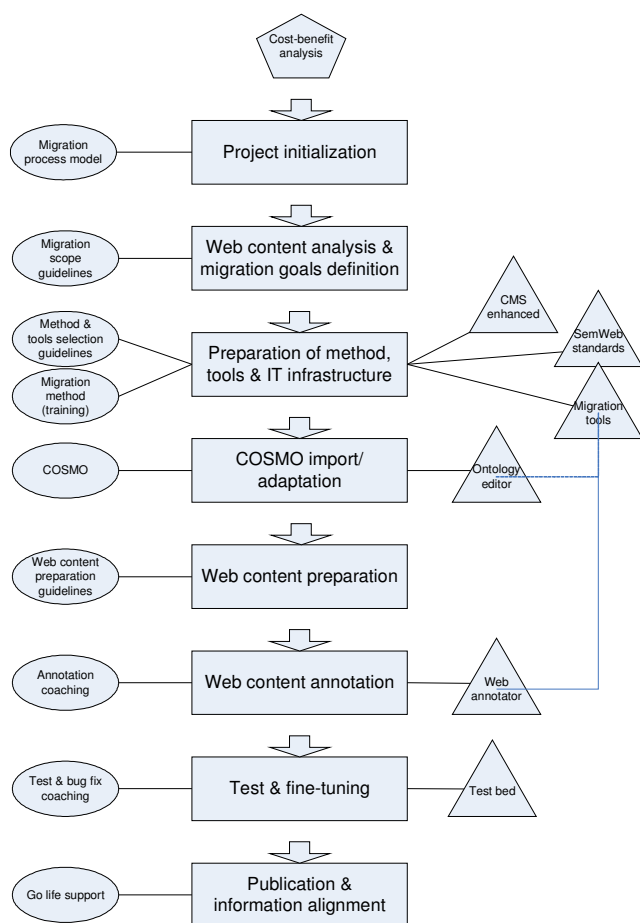 Cost-benefit
analysis
Migration
process model
Project initialization
Migration
scope
guidelines
Web content analysis &
migration goals definition
CMS
enhanced
SemWeb
standards
Method &
tools selection
guidelines
Preparation of method,
tools & IT infrastructure
Migration
method
(training)
Migration
tools
COSMO
COSMO import/
adaptation
Ontology
editor
Web content
preparation
guidelines
Web content preparation
Annotation
coaching
Web content annotation
Web
annotator
Test & bug fix
coaching
Test & fine-tuning
Test bed
Go life support
Publication &
information alignment